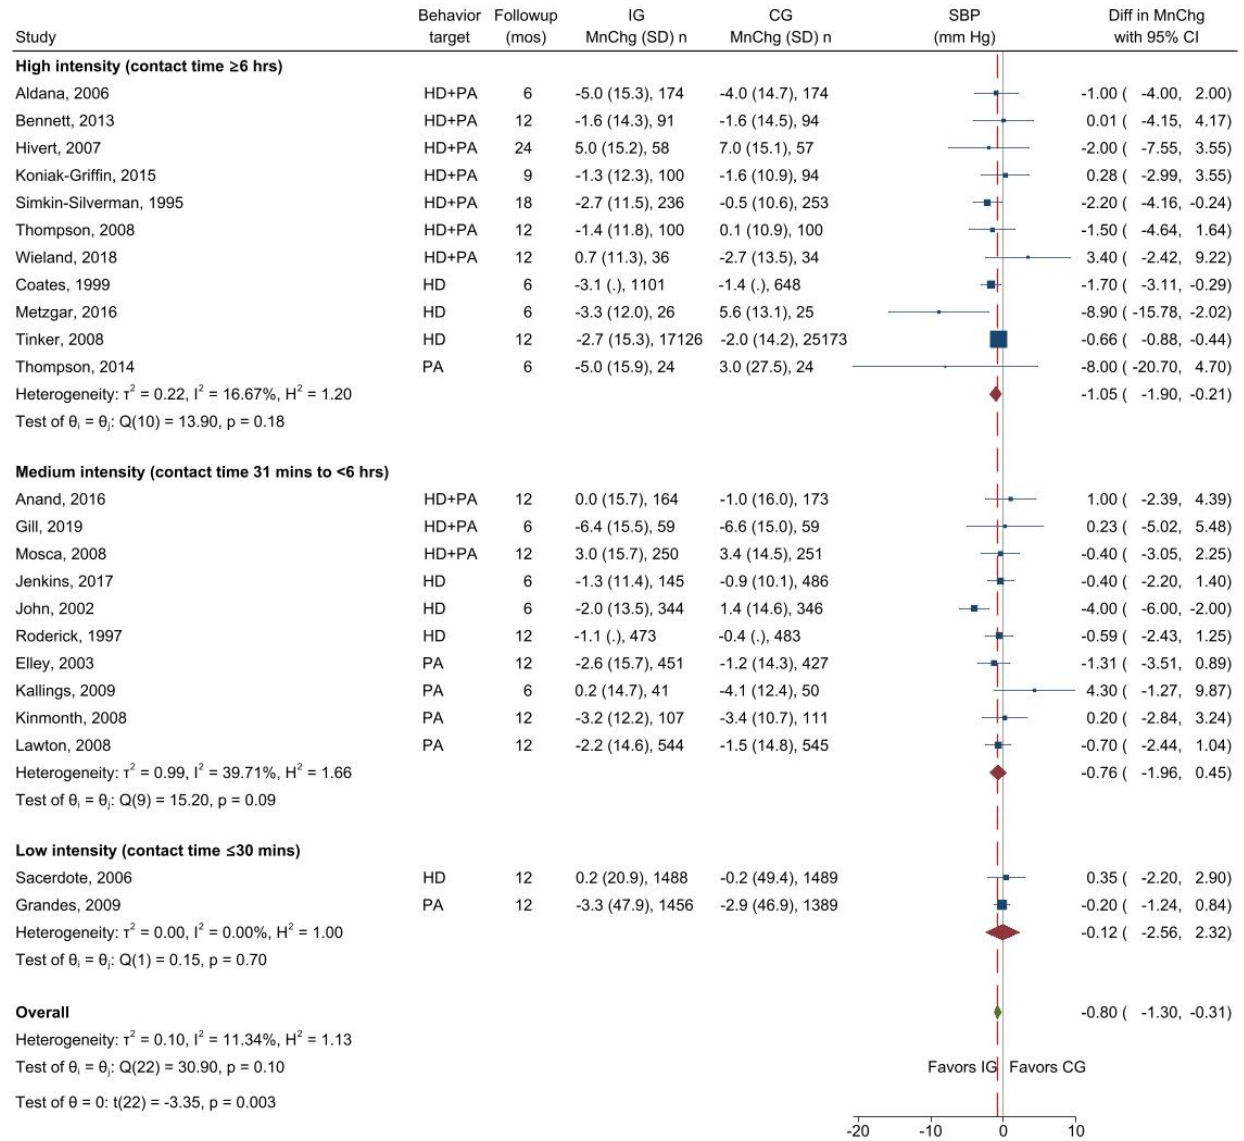 Behavior Followup IG CG SBP Diff in MnChg
Study target (mos) MnChg (SD) n MnChg (SD) n (mm Hg) with 95% CI
High intensity (contact time ≥6 hrs)
Aldana, 2006 HD+PA 6 -5.0 (15.3), 174 -4.0 (14.7), 174 -1.00 ( -4.00, 2.00)
Bennett, 2013 HD+PA 12 -1.6 (14.3), 91 -1.6 (14.5), 94 0.01 ( -4.15, 4.17)
Hivert, 2007 HD+PA 24 5.0 (15.2), 58 7.0 (15.1), 57 -2.00 ( -7.55, 3.55)
Koniak-Griffin, 2015 HD+PA 9 -1.3 (12.3), 100 -1.6 (10.9), 94 0.28 ( -2.99, 3.55)
Simkin-Silverman, 1995 HD+PA 18 -2.7 (11.5), 236 -0.5 (10.6), 253 -2.20 ( -4.16, -0.24)
Thompson, 2008 HD+PA 12 -1.4 (11.8), 100 0.1 (10.9), 100 -1.50 ( -4.64, 1.64)
Wieland, 2018 HD+PA 12 0.7 (11.3), 36 -2.7 (13.5), 34 3.40 ( -2.42, 9.22)
Coates, 1999 HD 6 -3.1 (.), 1101 -1.4 (.), 648 -1.70 ( -3.11, -0.29)
Metzgar, 2016 HD 6 -3.3 (12.0), 26 5.6 (13.1), 25 -8.90 ( -15.78, -2.02)
Tinker, 2008 HD 12 -2.7 (15.3), 17126 -2.0 (14.2), 25173 -0.66 ( -0.88, -0.44)
Thompson, 2014 PA 6 -5.0 (15.9), 24 3.0 (27.5), 24 -8.00 ( -20.70, 4.70)
Heterogeneity: τ² = 0.22, I² = 16.67%, H² = 1.20 -1.05 ( -1.90, -0.21)
Test of θᵢ = θⱼ: Q(10) = 13.90, p = 0.18
Medium intensity (contact time 31 mins to <6 hrs)
Anand, 2016 HD+PA 12 0.0 (15.7), 164 -1.0 (16.0), 173 1.00 ( -2.39, 4.39)
Gill, 2019 HD+PA 6 -6.4 (15.5), 59 -6.6 (15.0), 59 0.23 ( -5.02, 5.48)
Mosca, 2008 HD+PA 12 3.0 (15.7), 250 3.4 (14.5), 251 -0.40 ( -3.05, 2.25)
Jenkins, 2017 HD 6 -1.3 (11.4), 145 -0.9 (10.1), 486 -0.40 ( -2.20, 1.40)
John, 2002 HD 6 -2.0 (13.5), 344 1.4 (14.6), 346 -4.00 ( -6.00, -2.00)
Roderick, 1997 HD 12 -1.1 (.), 473 -0.4 (.), 483 -0.59 ( -2.43, 1.25)
Elley, 2003 PA 12 -2.6 (15.7), 451 -1.2 (14.3), 427 -1.31 ( -3.51, 0.89)
Kallings, 2009 PA 6 0.2 (14.7), 41 -4.1 (12.4), 50 4.30 ( -1.27, 9.87)
Kinmonth, 2008 PA 12 -3.2 (12.2), 107 -3.4 (10.7), 111 0.20 ( -2.84, 3.24)
Lawton, 2008 PA 12 -2.2 (14.6), 544 -1.5 (14.8), 545 -0.70 ( -2.44, 1.04)
Heterogeneity: τ² = 0.99, I² = 39.71%, H² = 1.66 -0.76 ( -1.96, 0.45)
Test of θᵢ = θⱼ: Q(9) = 15.20, p = 0.09
Low intensity (contact time ≤30 mins)
Sacerdote, 2006 HD 12 0.2 (20.9), 1488 -0.2 (49.4), 1489 0.35 ( -2.20, 2.90)
Grandes, 2009 PA 12 -3.3 (47.9), 1456 -2.9 (46.9), 1389 -0.20 ( -1.24, 0.84)
Heterogeneity: τ² = 0.00, I² = 0.00%, H² = 1.00 -0.12 ( -2.56, 2.32)
Test of θᵢ = θⱼ: Q(1) = 0.15, p = 0.70
Overall -0.80 ( -1.30, -0.31)
Heterogeneity: τ² = 0.10, I² = 11.34%, H² = 1.13
Test of θᵢ = θⱼ: Q(22) = 30.90, p = 0.10 Favors IG Favors CG
Test of θ = 0: t(22) = -3.35, p = 0.003
-20 -10 0 10